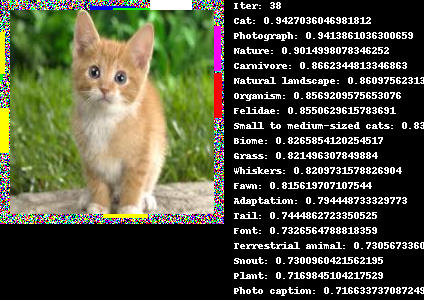 Iter: 38
Cat: 0.9427036046981812
Photograph: 0.9413861036300659
Nature: 0.9014998078346252
Carnivore: 0.8662344813346863
Natural landscape: 0.86097562313
Organism: 0.8569209575653076
Felidae: 0.8550629615783691
Small to medium-sized cats: 0.83
Biome: 0.8265854120254517
Grass: 0.821496307849884
Whiskers: 0.8209731578826904
Fawn: 0.815619707107544
Adaptation: 0.794448733329773
Tail: 0.7444862723350525
Font: 0.7326564788818359
Terrestrial animal: 0.7305673360
Snout: 0.7300960421562195
Plant: 0.7169845104217529
Photo caption: 0.716633737087249